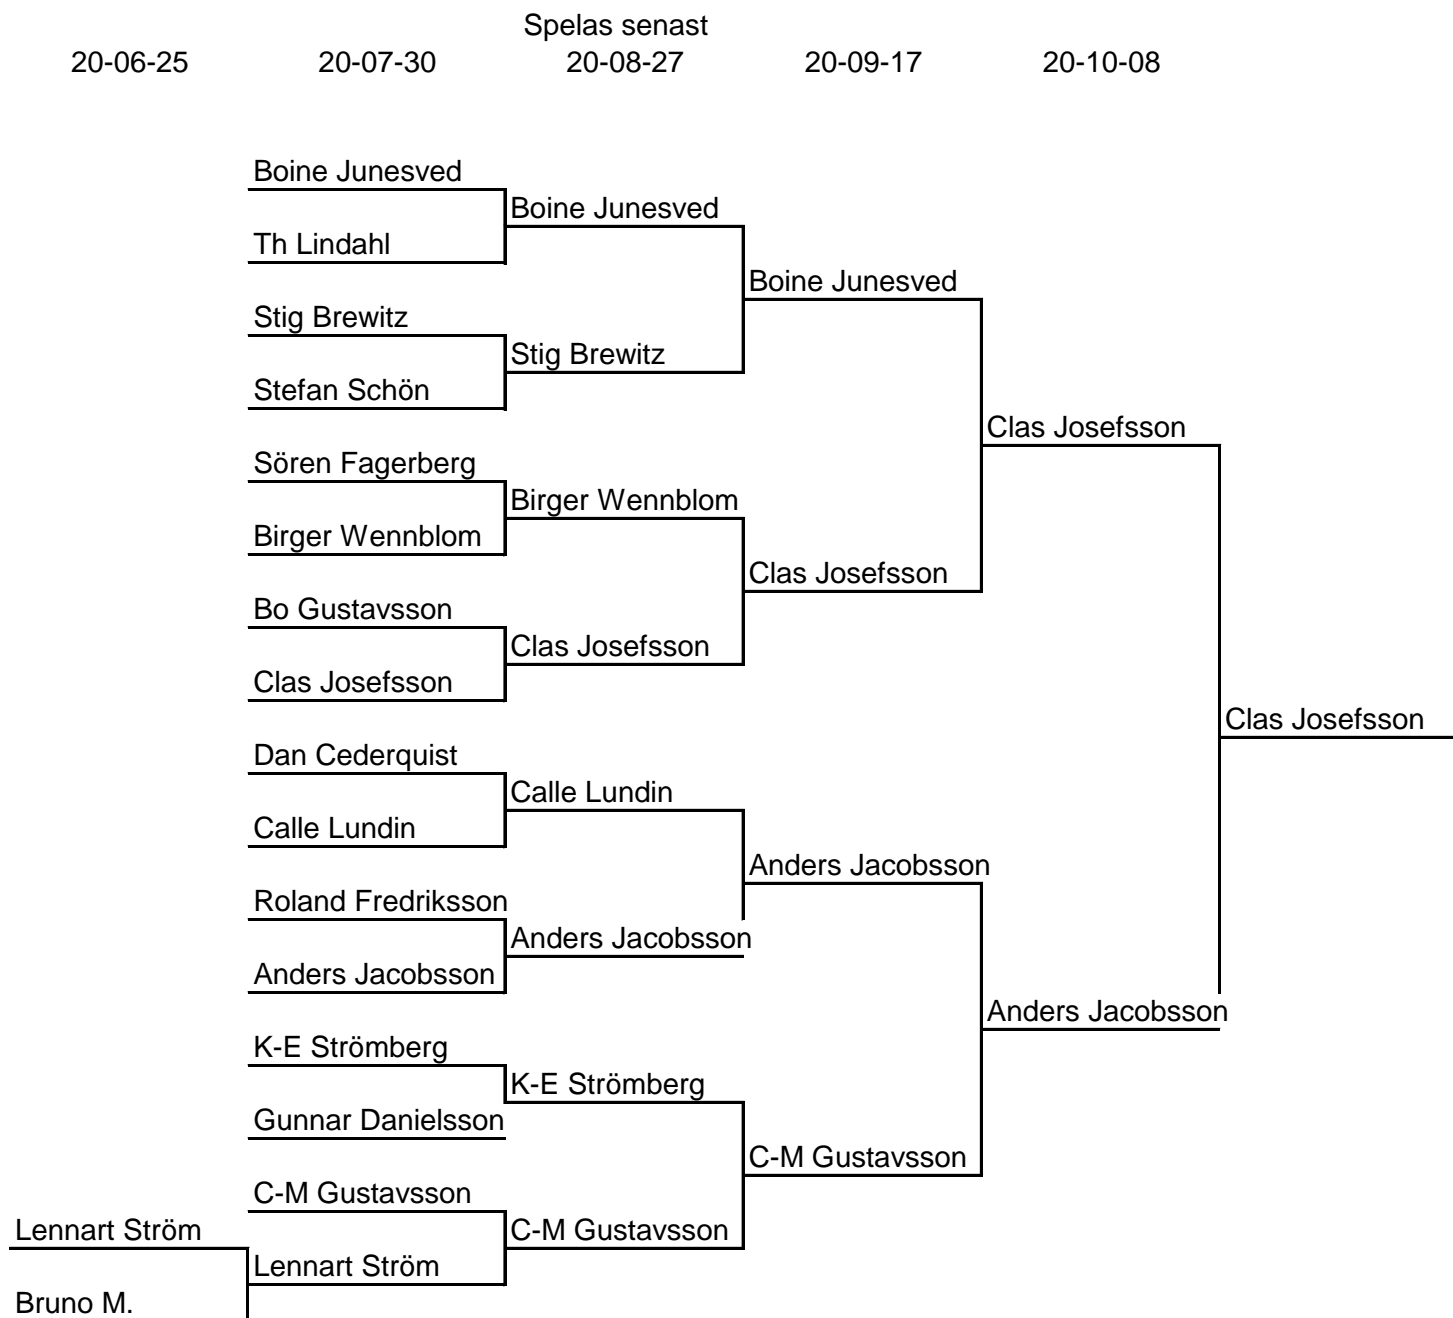 Spelas senast
20-06-25 20-07-30 20-08-27 20-09-17 20-10-08
Boine Junesved
Boine Junesved
Th Lindahl
Boine Junesved
Stig Brewitz
Stig Brewitz
Stefan Schön
Clas Josefsson
Sören Fagerberg
Birger Wennblom
Birger Wennblom
Clas Josefsson
Bo Gustavsson
Clas Josefsson
Clas Josefsson
Clas Josefsson
Dan Cederquist
Calle Lundin
Calle Lundin
Anders Jacobsson
Roland Fredriksson
Anders Jacobsson
Anders Jacobsson
Anders Jacobsson
K-E Strömberg
K-E Strömberg
Gunnar Danielsson
C-M Gustavsson
C-M Gustavsson
Lennart Ström C-M Gustavsson
Lennart Ström
Bruno M.